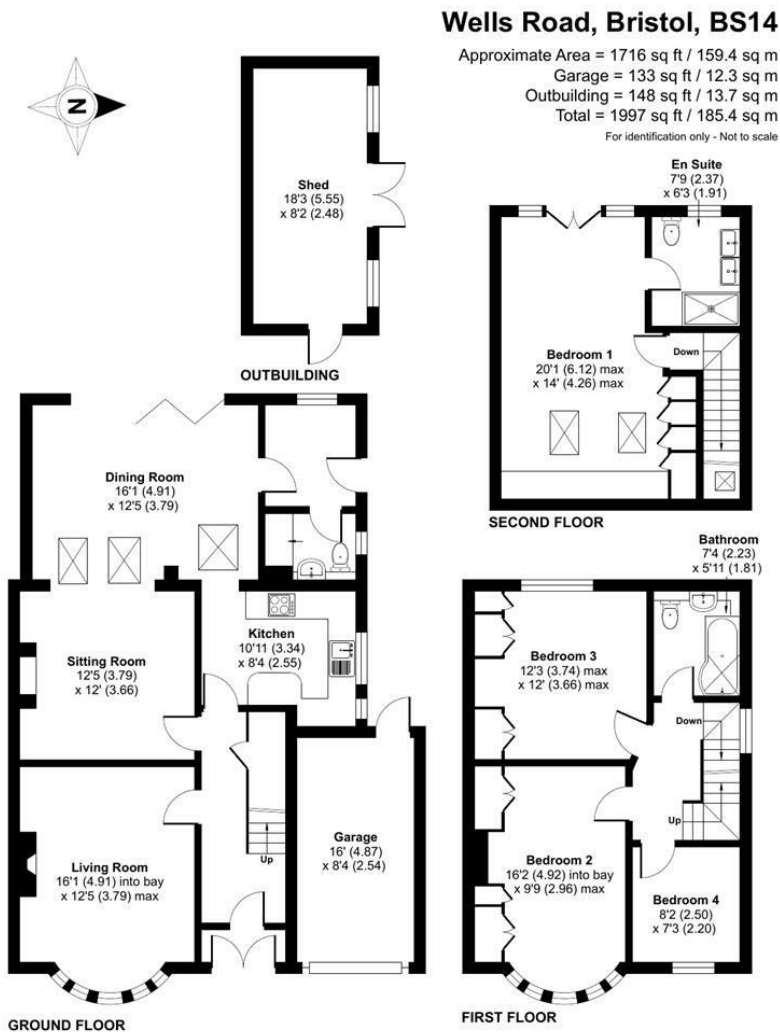 Wells Road, Bristol, BS14
Approximate Area = 1716 sq ft / 159.4 sq m
Garage = 133 sq ft / 12.3 sq m
Outbuilding = 148 sq ft / 13.7 sq m
Total = 1997 sq ft / 185.4 sq m
For identification only - Not to scale
N
Shed
18'3 (5.55)
x 8'2 (2.48)
OUTBUILDING
En Suite
7'9 (2.37)
x 6'3 (1.91)
Bedroom 1
20'1 (6.12) max
x 14' (4.26) max
Down
SECOND FLOOR
Dining Room
16'1 (4.91)
x 12'5 (3.79)
Kitchen
10'11 (3.34)
x 8'4 (2.55)
Sitting Room
12'5 (3.79)
x 12' (3.66)
Living Room
16'1 (4.91) into bay
x 12'5 (3.79) max
Up
Garage
16' (4.87)
x 8'4 (2.54)
GROUND FLOOR
Bathroom
7'4 (2.23)
x 5'11 (1.81)
Bedroom 3
12'3 (3.74) max
x 12' (3.66) max
Down
Up
Bedroom 2
16'2 (4.92) into bay
x 9'9 (2.96) max
Bedroom 4
8'2 (2.50)
x 7'3 (2.20)
FIRST FLOOR